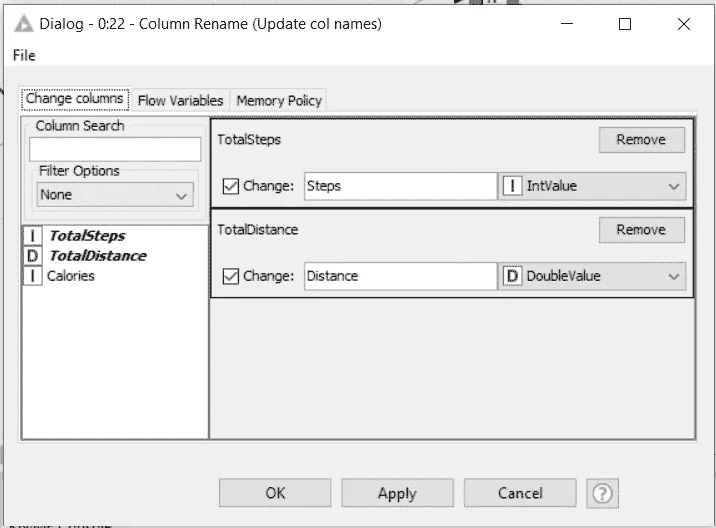 Dialog - 0:22 - Column Rename (Update col names)
File
Change columns Flow Variables Memory Policy
Column Search
Filter Options
None
I TotalSteps
D TotalDistance
I Calories
TotalSteps Remove
Change: Steps I IntValue
TotalDistance Remove
Change: Distance D DoubleValue
OK Apply Cancel ?